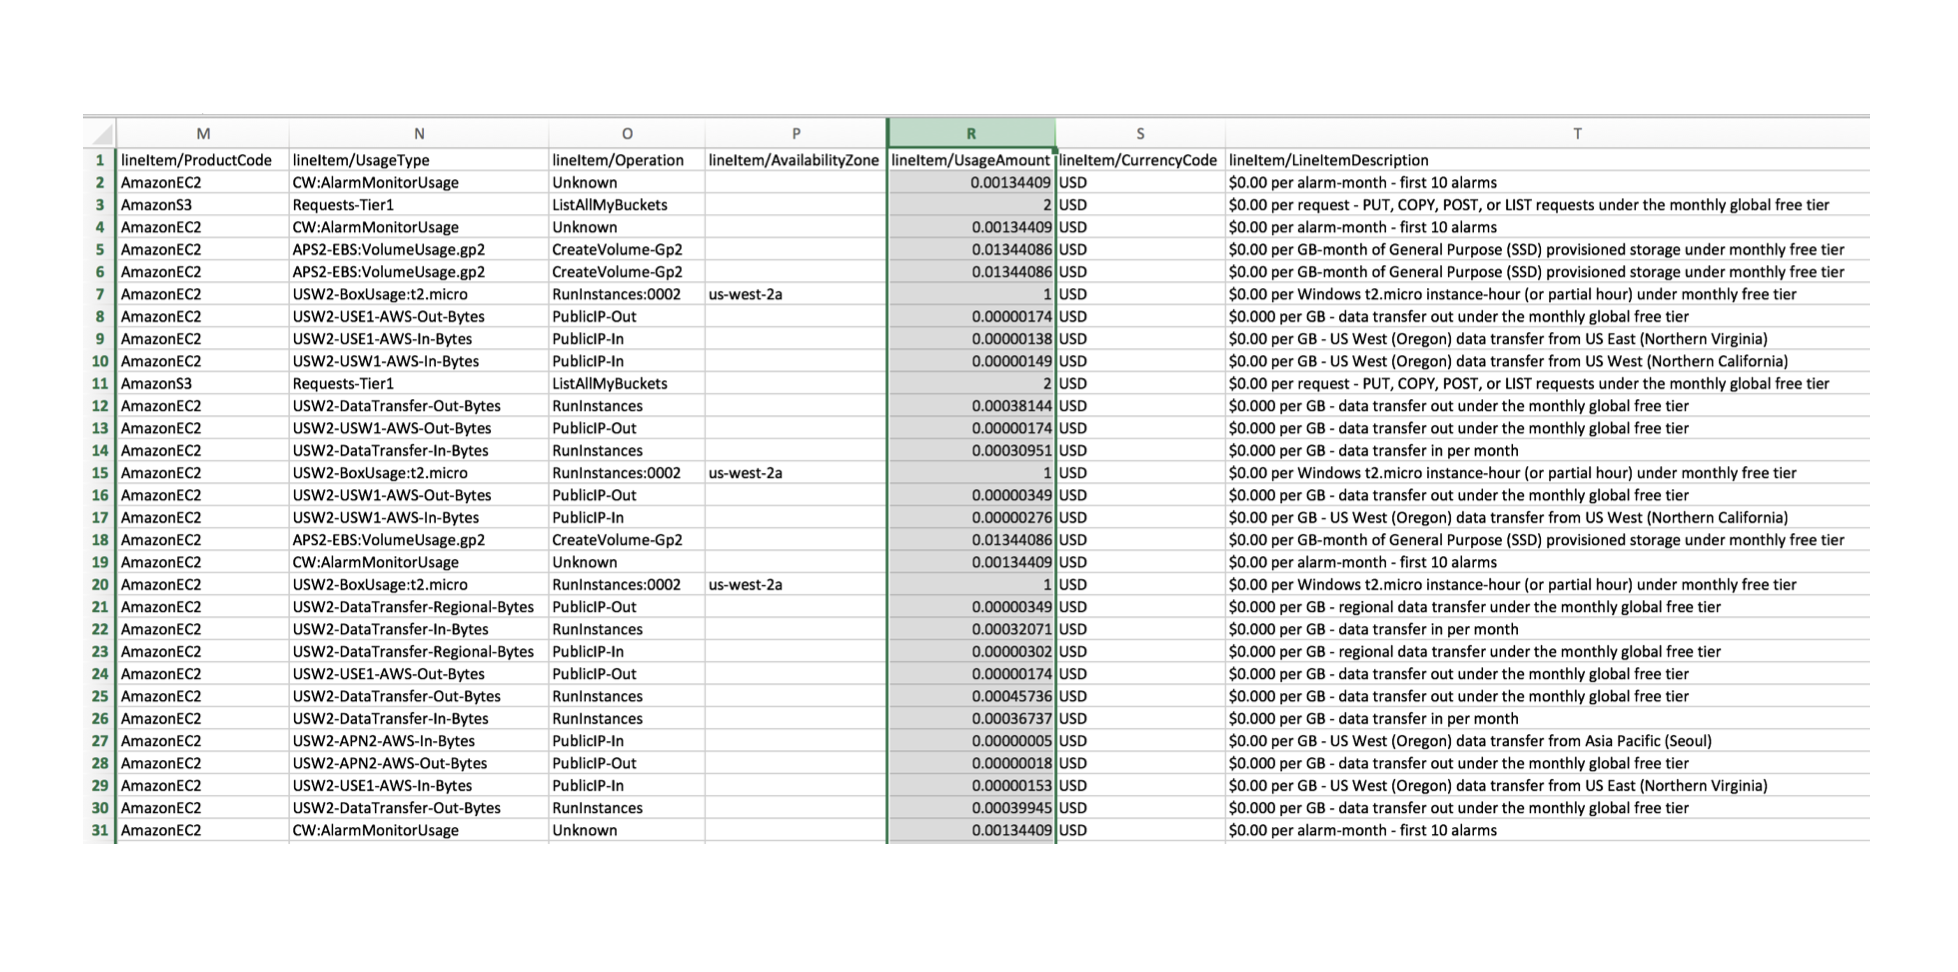 M N O P R S T
1 lineItem/ProductCode lineItem/UsageType lineItem/Operation lineItem/AvailabilityZone lineItem/UsageAmount lineItem/CurrencyCode lineItem/LineItemDescription
2 AmazonEC2 CW:AlarmMonitorUsage Unknown 0.00134409 USD $0.00 per alarm-month - first 10 alarms
3 AmazonS3 Requests-Tier1 ListAllMyBuckets 2 USD $0.00 per request - PUT, COPY, POST, or LIST requests under the monthly global free tier
4 AmazonEC2 CW:AlarmMonitorUsage Unknown 0.00134409 USD $0.00 per alarm-month - first 10 alarms
5 AmazonEC2 APS2-EBS:VolumeUsage.gp2 CreateVolume-Gp2 0.01344086 USD $0.00 per GB-month of General Purpose (SSD) provisioned storage under monthly free tier
6 AmazonEC2 APS2-EBS:VolumeUsage.gp2 CreateVolume-Gp2 0.01344086 USD $0.00 per GB-month of General Purpose (SSD) provisioned storage under monthly free tier
7 AmazonEC2 USW2-BoxUsage:t2.micro RunInstances:0002 us-west-2a 1 USD $0.00 per Windows t2.micro instance-hour (or partial hour) under monthly free tier
8 AmazonEC2 USW2-USE1-AWS-Out-Bytes PublicIP-Out 0.00000174 USD $0.000 per GB - data transfer out under the monthly global free tier
9 AmazonEC2 USW2-USE1-AWS-In-Bytes PublicIP-In 0.00000138 USD $0.00 per GB - US West (Oregon) data transfer from US East (Northern Virginia)
10 AmazonEC2 USW2-USW1-AWS-In-Bytes PublicIP-In 0.00000149 USD $0.00 per GB - US West (Oregon) data transfer from US West (Northern California)
11 AmazonS3 Requests-Tier1 ListAllMyBuckets 2 USD $0.00 per request - PUT, COPY, POST, or LIST requests under the monthly global free tier
12 AmazonEC2 USW2-DataTransfer-Out-Bytes RunInstances 0.00038144 USD $0.000 per GB - data transfer out under the monthly global free tier
13 AmazonEC2 USW2-USW1-AWS-Out-Bytes PublicIP-Out 0.00000174 USD $0.000 per GB - data transfer out under the monthly global free tier
14 AmazonEC2 USW2-DataTransfer-In-Bytes RunInstances 0.00030951 USD $0.000 per GB - data transfer in per month
15 AmazonEC2 USW2-BoxUsage:t2.micro RunInstances:0002 us-west-2a 1 USD $0.00 per Windows t2.micro instance-hour (or partial hour) under monthly free tier
16 AmazonEC2 USW2-USW1-AWS-Out-Bytes PublicIP-Out 0.00000349 USD $0.000 per GB - data transfer out under the monthly global free tier
17 AmazonEC2 USW2-USW1-AWS-In-Bytes PublicIP-In 0.00000276 USD $0.00 per GB - US West (Oregon) data transfer from US West (Northern California)
18 AmazonEC2 APS2-EBS:VolumeUsage.gp2 CreateVolume-Gp2 0.01344086 USD $0.00 per GB-month of General Purpose (SSD) provisioned storage under monthly free tier
19 AmazonEC2 CW:AlarmMonitorUsage Unknown 0.00134409 USD $0.00 per alarm-month - first 10 alarms
20 AmazonEC2 USW2-BoxUsage:t2.micro RunInstances:0002 us-west-2a 1 USD $0.00 per Windows t2.micro instance-hour (or partial hour) under monthly free tier
21 AmazonEC2 USW2-DataTransfer-Regional-Bytes PublicIP-Out 0.00000349 USD $0.000 per GB - regional data transfer under the monthly global free tier
22 AmazonEC2 USW2-DataTransfer-In-Bytes RunInstances 0.00032071 USD $0.000 per GB - data transfer in per month
23 AmazonEC2 USW2-DataTransfer-Regional-Bytes PublicIP-In 0.00000302 USD $0.000 per GB - regional data transfer under the monthly global free tier
24 AmazonEC2 USW2-USE1-AWS-Out-Bytes PublicIP-Out 0.00000174 USD $0.000 per GB - data transfer out under the monthly global free tier
25 AmazonEC2 USW2-DataTransfer-Out-Bytes RunInstances 0.00045736 USD $0.000 per GB - data transfer out under the monthly global free tier
26 AmazonEC2 USW2-DataTransfer-In-Bytes RunInstances 0.00036737 USD $0.000 per GB - data transfer in per month
27 AmazonEC2 USW2-APN2-AWS-In-Bytes PublicIP-In 0.00000005 USD $0.00 per GB - US West (Oregon) data transfer from Asia Pacific (Seoul)
28 AmazonEC2 USW2-APN2-AWS-Out-Bytes PublicIP-Out 0.00000018 USD $0.000 per GB - data transfer out under the monthly global free tier
29 AmazonEC2 USW2-USE1-AWS-In-Bytes PublicIP-In 0.00000153 USD $0.00 per GB - US West (Oregon) data transfer from US East (Northern Virginia)
30 AmazonEC2 USW2-DataTransfer-Out-Bytes RunInstances 0.00039945 USD $0.000 per GB - data transfer out under the monthly global free tier
31 AmazonEC2 CW:AlarmMonitorUsage Unknown 0.00134409 USD $0.00 per alarm-month - first 10 alarms